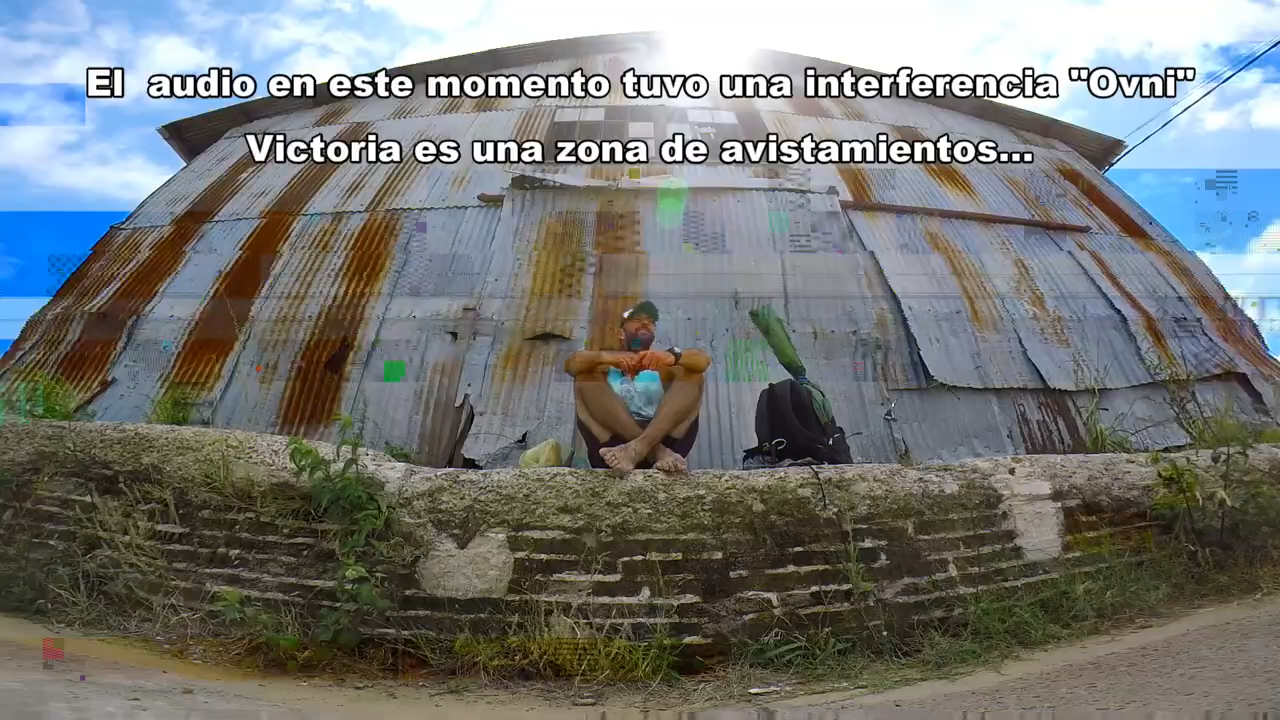 El  audio en este momento tuvo una interferencia "Ovni"
Victoria es una zona de avistamientos...